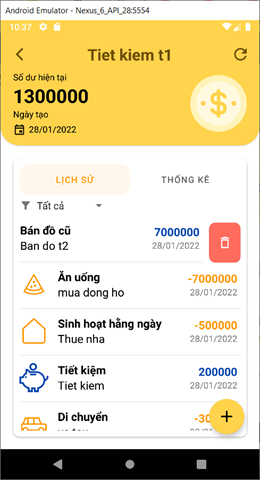 Android Emulator - Nexus_6_API_28:5554
10:37
Tiet kiem t1
Số dư hiện tại
1300000
Ngày tạo
28/01/2022
LỊCH SỬ THỐNG KÊ
Tất cả
Bán đồ cũ 7000000
Ban do t2 28/01/2022
Ăn uống -7000000
mua dong ho 28/01/2022
Sinh hoạt hằng ngày -500000
Thue nha 28/01/2022
Tiết kiệm 200000
Tiet kiem 28/01/2022
Di chuyển